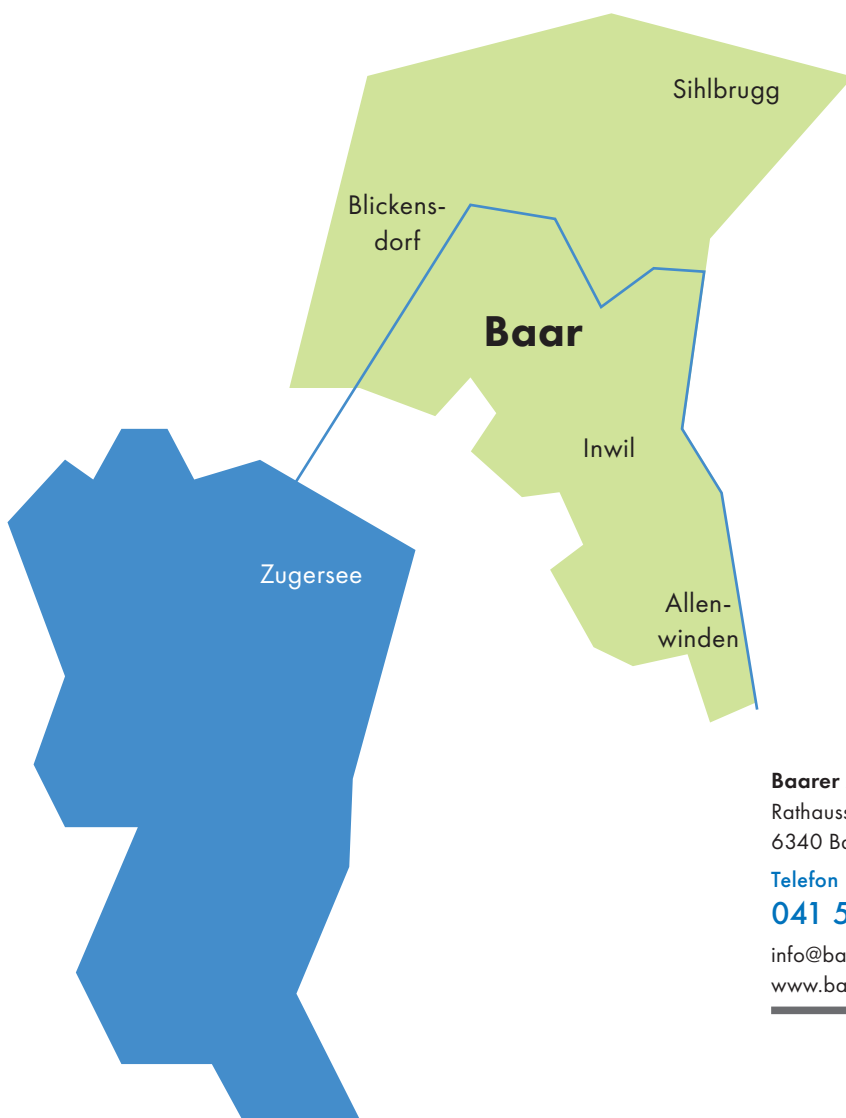 Sihlbrugg
Blickens-
dorf
Baar
Inwil
Zugersee
Allen-
winden
Baarer
Rathauss
6340 Ba
Telefon
041 5
info@ba
www.ba